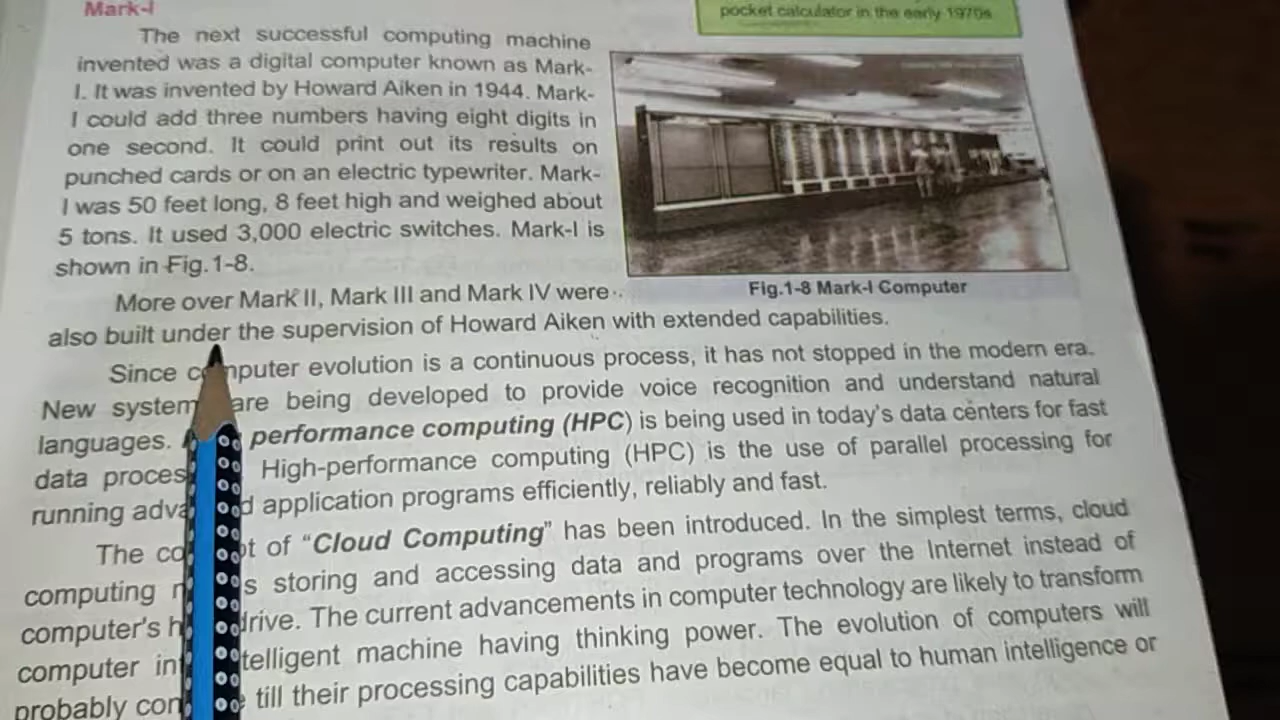 Mark-I
pocket calculator in the early 1970s
The next successful computing machine
invented was a digital computer known as Mark-
I. It was invented by Howard Aiken in 1944. Mark-
I could add three numbers having eight digits in
one second. It could print out its results on
punched cards or on an electric typewriter. Mark-
I was 50 feet long, 8 feet high and weighed about
5 tons. It used 3,000 electric switches. Mark-I is
shown in Fig.1-8.
Fig.1-8 Mark-I Computer
More over Mark II, Mark III and Mark IV were
also built under the supervision of Howard Aiken with extended capabilities.
Since computer evolution is a continuous process, it has not stopped in the modern era.
New system are being developed to provide voice recognition and understand natural
languages. performance computing (HPC) is being used in today's data centers for fast
data proces High-performance computing (HPC) is the use of parallel processing for
running adva d application programs efficiently, reliably and fast.
The co t of “Cloud Computing” has been introduced. In the simplest terms, cloud
computing s storing and accessing data and programs over the Internet instead of
computer's h drive. The current advancements in computer technology are likely to transform
computer int telligent machine having thinking power. The evolution of computers will
probably con till their processing capabilities have become equal to human intelligence or